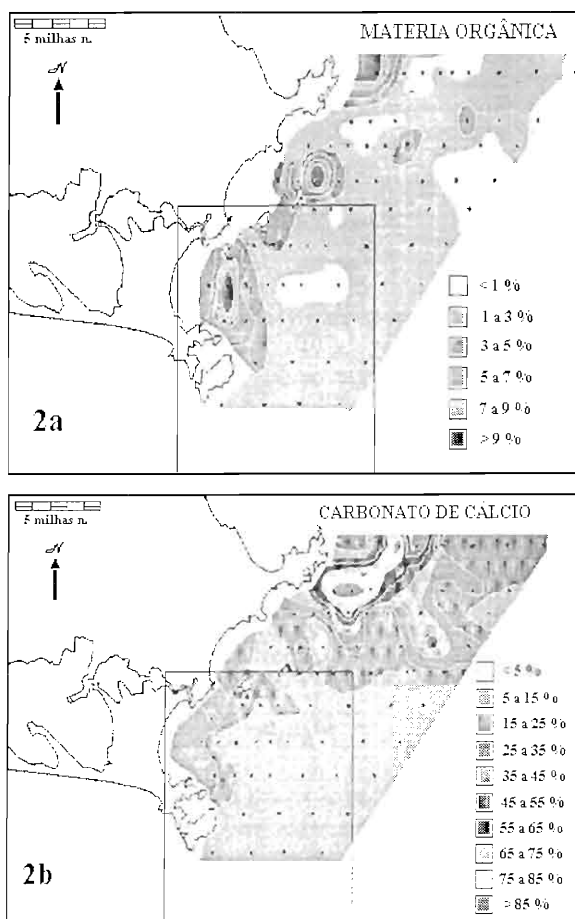 5 milhas n.
MATERIA ORGÂNICA
N
< 1 %
1 a 3 %
3 a 5 %
5 a 7 %
7 a 9 %
> 9 %
2a
5 milhas n.
CARBONATO DE CÁLCIO
N
< 5 %
5 a 15 %
15 a 25 %
25 a 35 %
35 a 45 %
45 a 55 %
55 a 65 %
65 a 75 %
75 a 85 %
> 85 %
2b